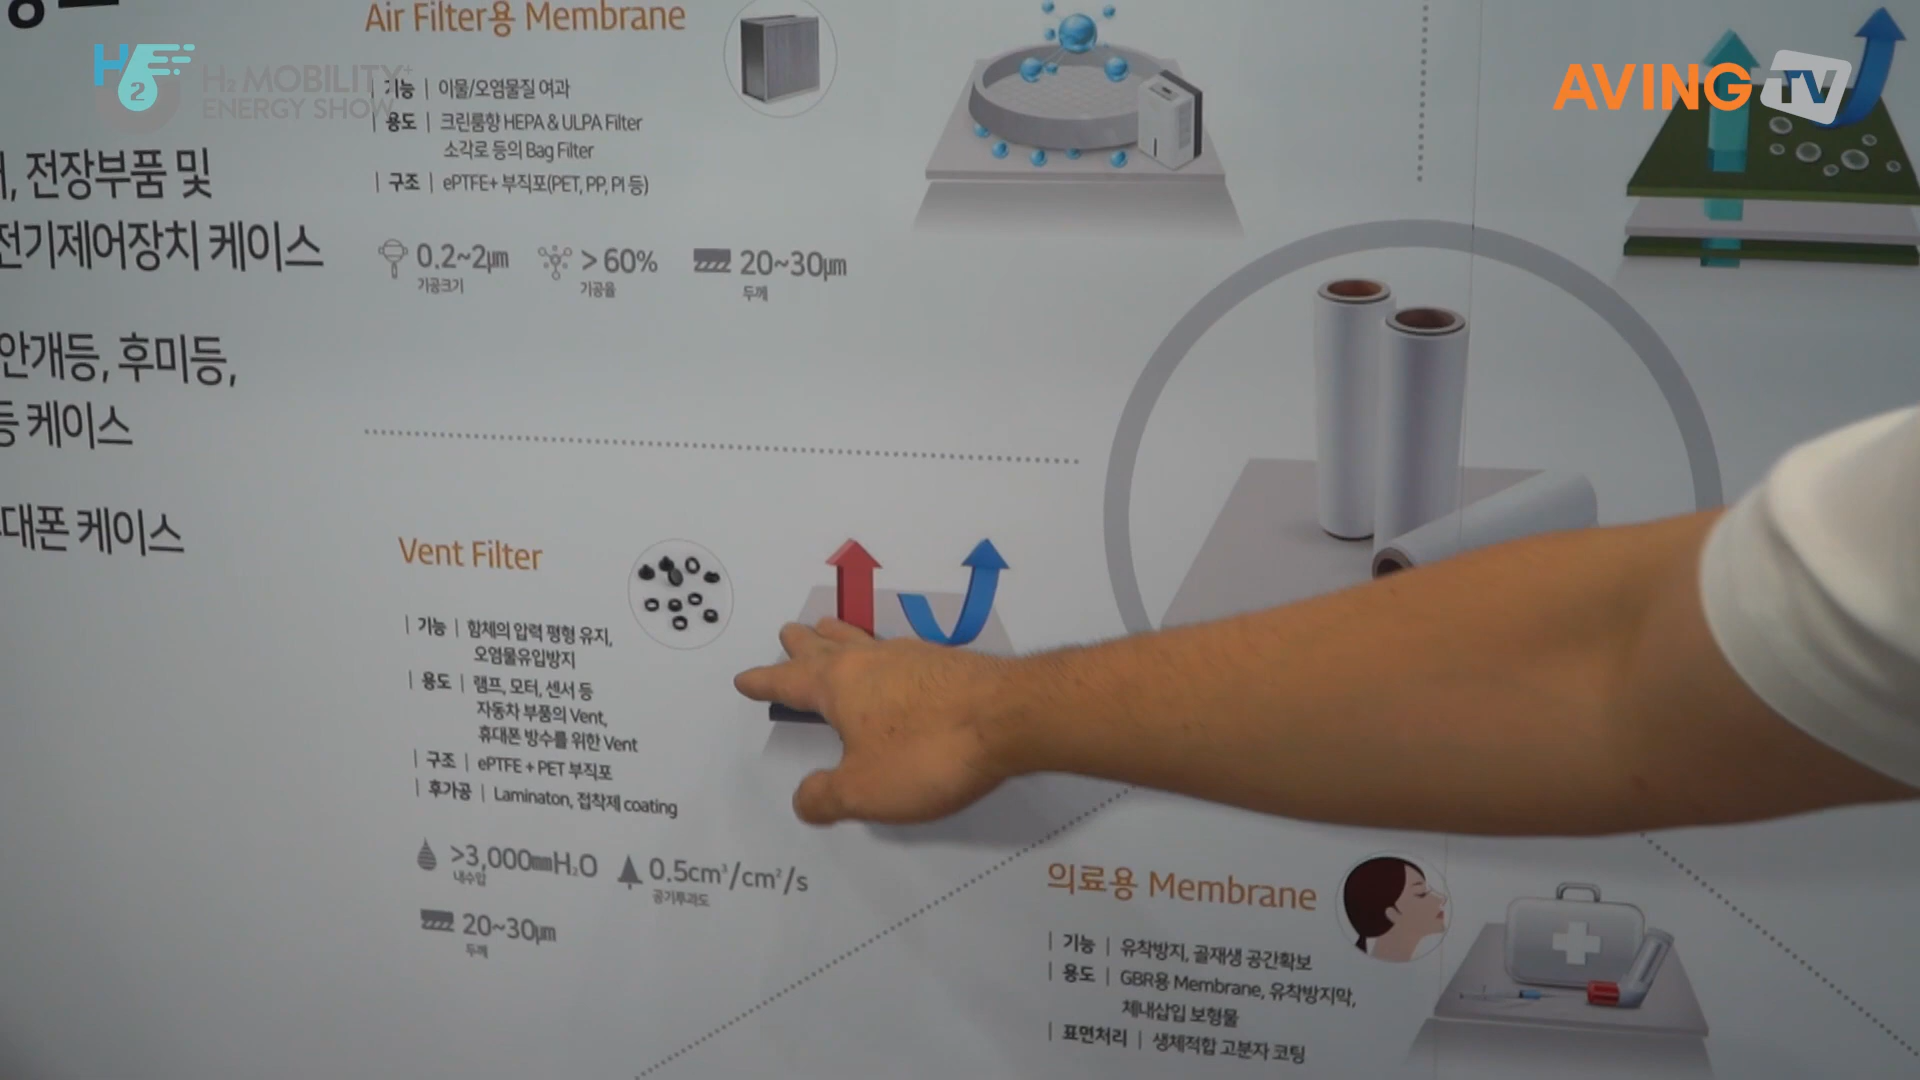 H2 MOBILITY+
ENERGY SHOW
AVING TV
전장부품 및
전기제어장치 케이스
안개등, 후미등,
케이스
케이스
Air Filter용 Membrane
기능 | 이물/오염물질 여과
용도 | 크린룸향 HEPA & ULPA Filter
소각로 등의 Bag Filter
구조 | ePTFE+ 부직포(PET, PP, PI 등)
0.2~2㎛
기공크기
> 60%
기공율
20~30㎛
두께
Vent Filter
기능 | 함체의 압력 평형 유지,
오염물유입방지
용도 | 램프, 모터, 센서 등
자동차 부품의 Vent,
휴대폰 방수를 위한 Vent
구조 | ePTFE + PET 부직포
후가공 | Laminaton, 접착제 coating
>3,000㎜H₂O
내수압
0.5cm³/cm²/s
공기투과도
20~30㎛
두께
의료용 Membrane
기능 | 유착방지, 골재생 공간확보
용도 | GBR용 Membrane, 유착방지막,
체내삽입 보형물
표면처리 | 생체적합 고분자 코팅